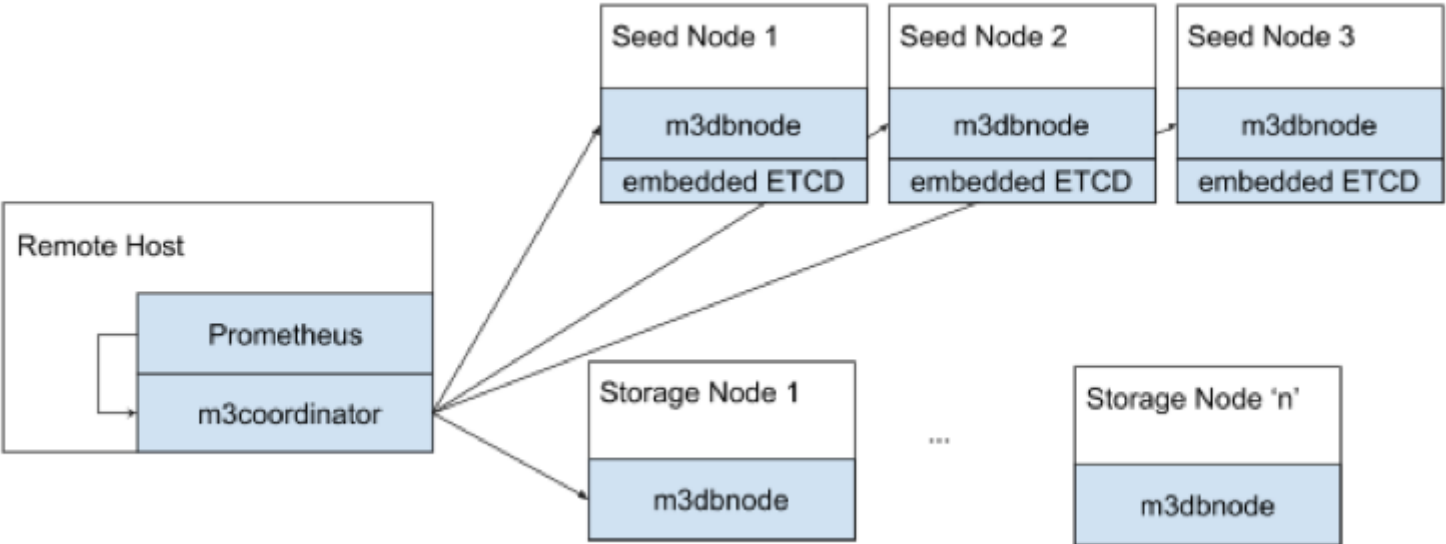 Seed Node 1
m3dbnode
embedded ETCD
Seed Node 2
m3dbnode
embedded ETCD
Seed Node 3
m3dbnode
embedded ETCD
Remote Host
Prometheus
m3coordinator
Storage Node 1
m3dbnode
...
Storage Node ‘n’
m3dbnode